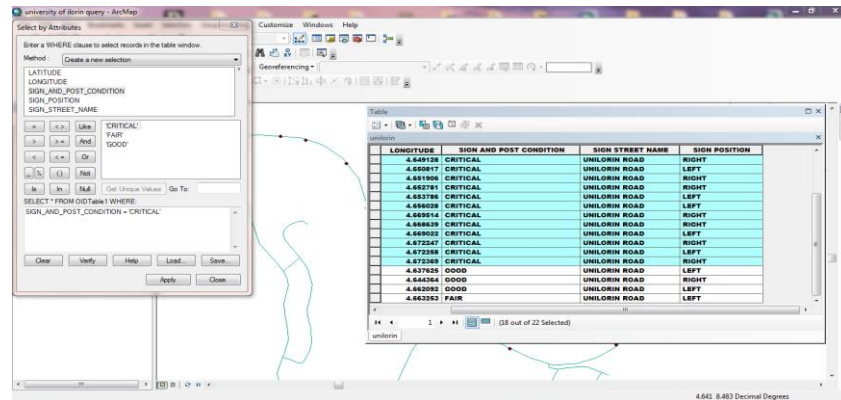 university of ilorin query - ArcMap
Customize Windows Help
Georeferencing
Select by Attributes
Enter a WHERE clause to select records in the table window.
Method : Create a new selection
LATITUDE
LONGITUDE
SIGN_AND_POST_CONDITION
SIGN_POSITION
SIGN_STREET_NAME
= < > Like
> > = And
< < = Or
_ % () Not
Is In Null
'CRITICAL'
'FAIR'
'GOOD'
Get Unique Values Go To:
SELECT * FROM OIDTable1 WHERE:
SIGN_AND_POST_CONDITION = 'CRITICAL'
Clear Verify Help Load... Save...
Apply Close
Table
unilorin
LONGITUDE SIGN AND POST CONDITION SIGN STREET NAME SIGN POSITION
4.649128 CRITICAL UNILORIN ROAD RIGHT
4.650817 CRITICAL UNILORIN ROAD LEFT
4.651906 CRITICAL UNILORIN ROAD RIGHT
4.652781 CRITICAL UNILORIN ROAD RIGHT
4.653786 CRITICAL UNILORIN ROAD LEFT
4.656028 CRITICAL UNILORIN ROAD RIGHT
4.669514 CRITICAL UNILORIN ROAD RIGHT
4.668639 CRITICAL UNILORIN ROAD RIGHT
4.669022 CRITICAL UNILORIN ROAD LEFT
4.672247 CRITICAL UNILORIN ROAD RIGHT
4.672258 CRITICAL UNILORIN ROAD LEFT
4.672369 CRITICAL UNILORIN ROAD RIGHT
4.637625 GOOD UNILORIN ROAD LEFT
4.644364 GOOD UNILORIN ROAD RIGHT
4.662092 GOOD UNILORIN ROAD LEFT
4.663253 FAIR UNILORIN ROAD LEFT
1 (18 out of 22 Selected)
unilorin
4.641 8.483 Decimal Degrees